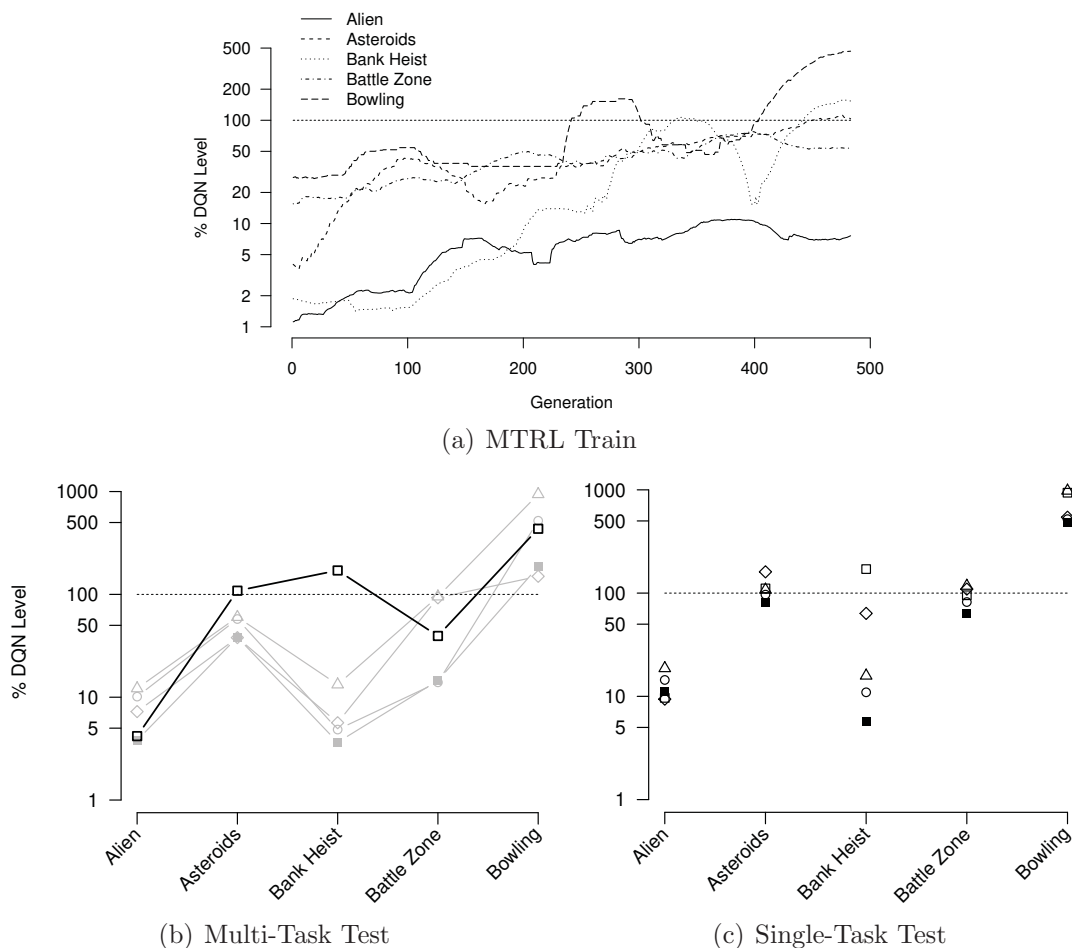 Alien
Asteroids
Bank Heist
Battle Zone
Bowling
500
200
100
50
20
10
5
2
1
% DQN Level
0 100 200 300 400 500
Generation
(a) MTRL Train
1000
500
100
50
10
5
1
% DQN Level
Alien Asteroids Bank Heist Battle Zone Bowling
(b) Multi-Task Test
1000
500
100
50
10
5
1
Alien Asteroids Bank Heist Battle Zone Bowling
(c) Single-Task Test